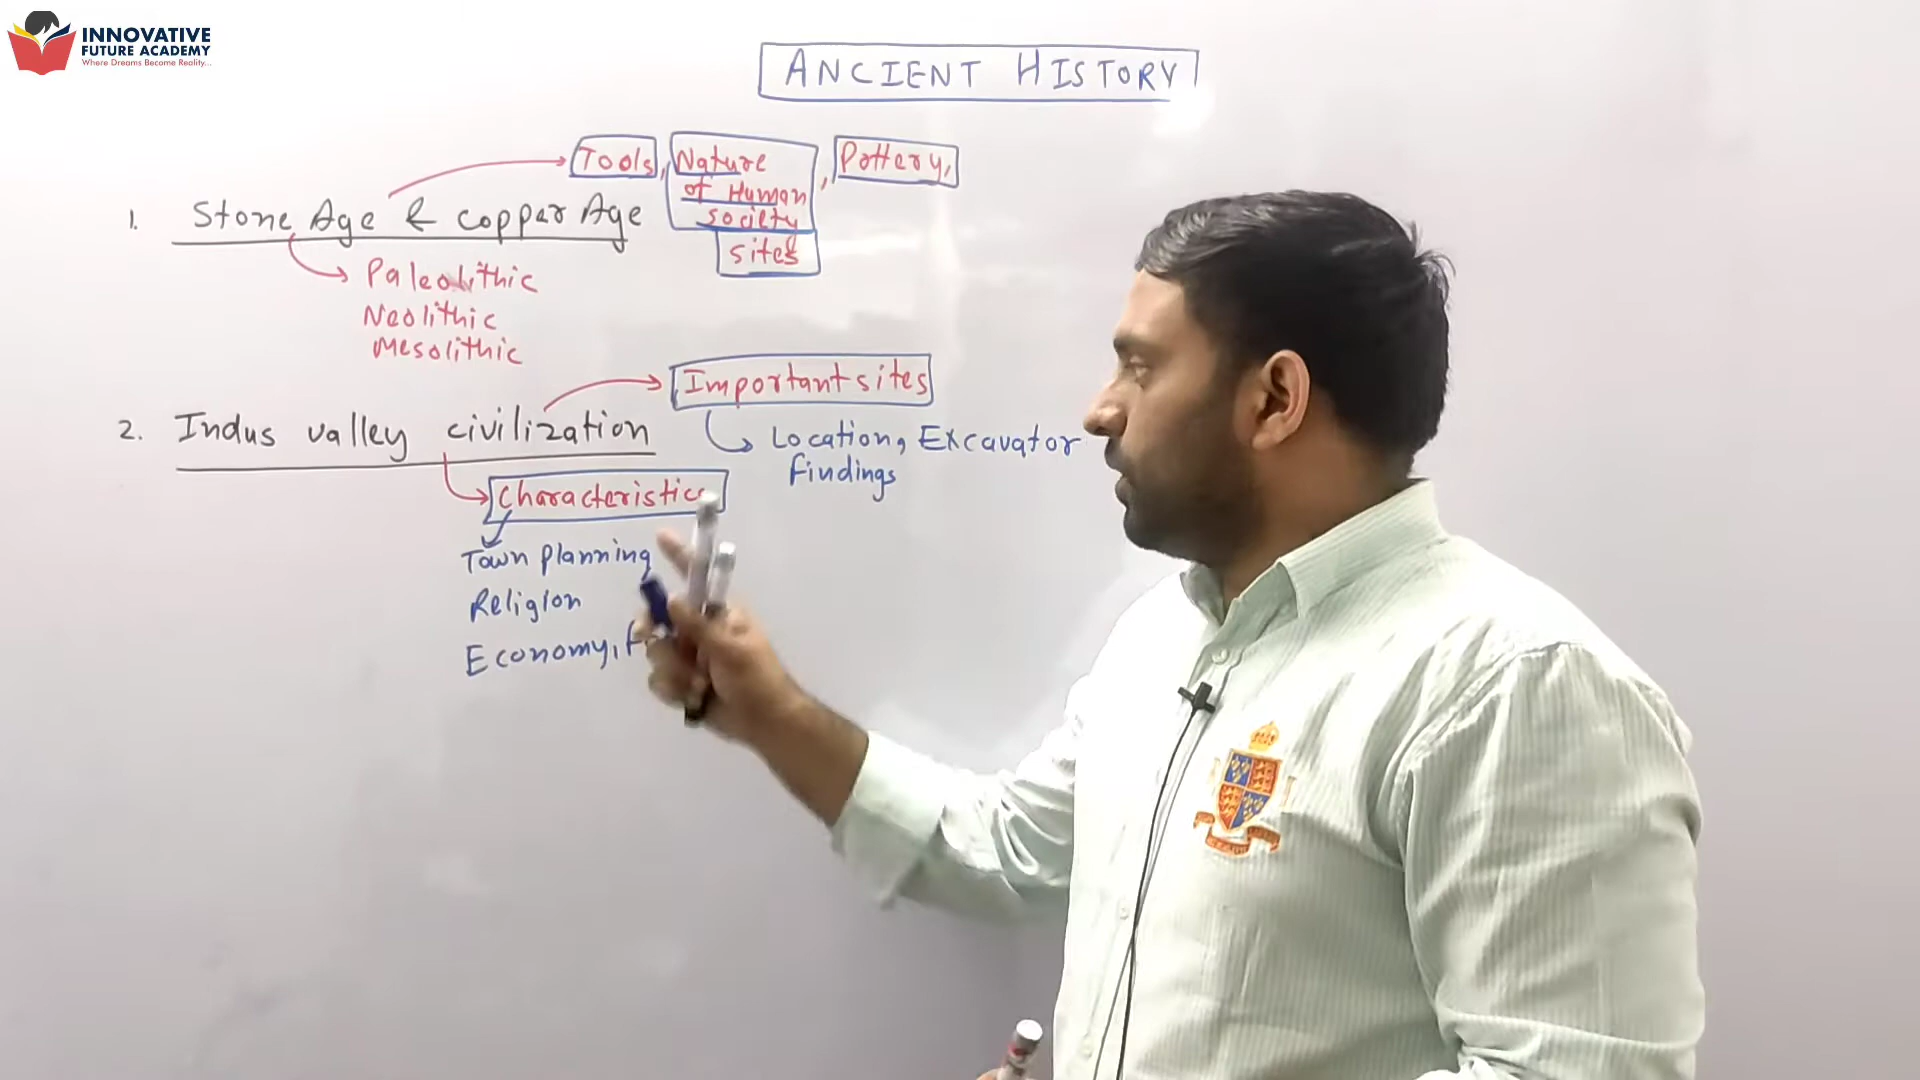 INNOVATIVE
FUTURE ACADEMY
Where Dreams Become Reality...
ANCIENT HISTORY
Tools, Nature of Human society & sites, Pottery,
1. Stone Age & copper Age
Paleolithic
Neolithic
Mesolithic
Important sites
2. Indus valley civilization
Location, Excavator
findings
Characteristics
Town planning
Religion
Economy,